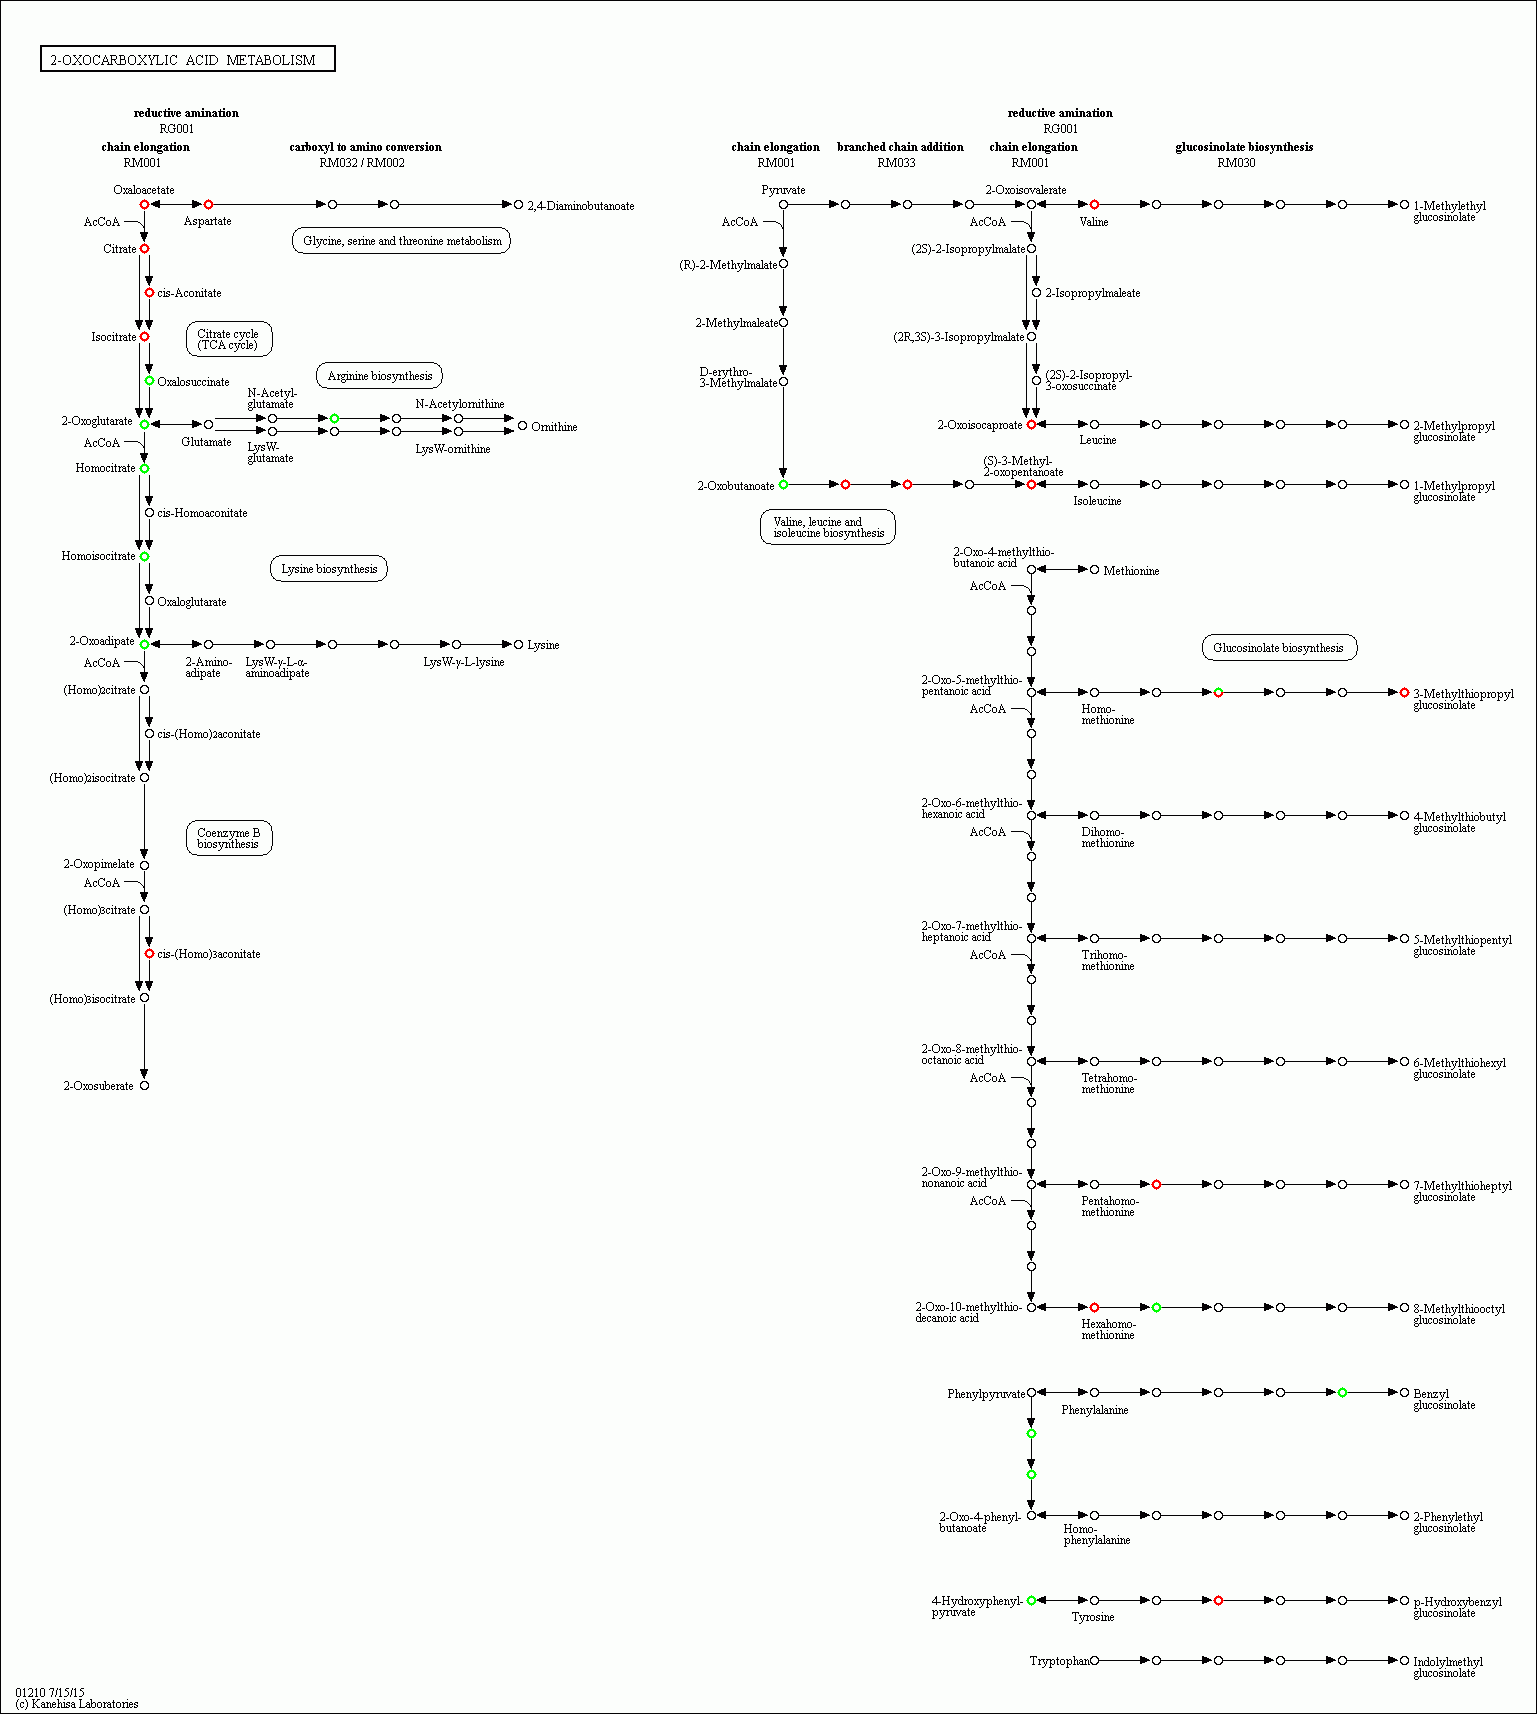 2-OXOCARBOXYLIC ACID METABOLISM
reductive amination
RG001
chain elongation
RM001
carboxyl to amino conversion
RM032 / RM002
Oxaloacetate
AcCoA
Aspartate
2,4-Diaminobutanoate
Citrate
Glycine, serine and threonine metabolism
cis-Aconitate
Isocitrate
Citrate cycle
(TCA cycle)
Oxalosuccinate
Arginine biosynthesis
N-Acetyl-
glutamate
N-Acetylornithine
2-Oxoglutarate
Glutamate
Ornithine
AcCoA
LysW-
glutamate
LysW-ornithine
Homocitrate
cis-Homoaconitate
Homoisocitrate
Lysine biosynthesis
Oxaloglutarate
2-Oxoadipate
Lysine
AcCoA
2-Amino-
adipate
LysW-γ-L-α-
aminoadipate
LysW-γ-L-lysine
(Homo)2citrate
cis-(Homo)2aconitate
(Homo)2isocitrate
Coenzyme B
biosynthesis
2-Oxopimelate
AcCoA
(Homo)3citrate
cis-(Homo)3aconitate
(Homo)3isocitrate
2-Oxosuberate
reductive amination
RG001
chain elongation
RM001
branched chain addition
RM033
chain elongation
RM001
glucosinolate biosynthesis
RM030
Pyruvate
2-Oxoisovalerate
AcCoA
AcCoA
Valine
1-Methylethyl
glucosinolate
(R)-2-Methylmalate
(2S)-2-Isopropylmalate
2-Isopropylmaleate
2-Methylmaleate
(2R,3S)-3-Isopropylmalate
D-erythro-
3-Methylmalate
(2S)-2-Isopropyl-
3-oxosuccinate
2-Oxoisocaproate
Leucine
2-Methylpropyl
glucosinolate
(S)-3-Methyl-
2-oxopentanoate
2-Oxobutanoate
Isoleucine
1-Methylpropyl
glucosinolate
Valine, leucine and
isoleucine biosynthesis
2-Oxo-4-methylthio-
butanoic acid
Methionine
AcCoA
Glucosinolate biosynthesis
2-Oxo-5-methylthio-
pentanoic acid
AcCoA
Homo-
methionine
3-Methylthiopropyl
glucosinolate
2-Oxo-6-methylthio-
hexanoic acid
AcCoA
Dihomo-
methionine
4-Methylthiobutyl
glucosinolate
2-Oxo-7-methylthio-
heptanoic acid
AcCoA
Trihomo-
methionine
5-Methylthiopentyl
glucosinolate
2-Oxo-8-methylthio-
octanoic acid
AcCoA
Tetrahomo-
methionine
6-Methylthiohexyl
glucosinolate
2-Oxo-9-methylthio-
nonanoic acid
AcCoA
Pentahomo-
methionine
7-Methylthioheptyl
glucosinolate
2-Oxo-10-methylthio-
decanoic acid
Hexahomo-
methionine
8-Methylthiooctyl
glucosinolate
Phenylpyruvate
Phenylalanine
Benzyl
glucosinolate
2-Oxo-4-phenyl-
butanoate
Homo-
phenylalanine
2-Phenylethyl
glucosinolate
4-Hydroxyphenyl-
pyruvate
Tyrosine
p-Hydroxybenzyl
glucosinolate
Tryptophan
Indolylmethyl
glucosinolate
01210 7/15/15
(c) Kanehisa Laboratories